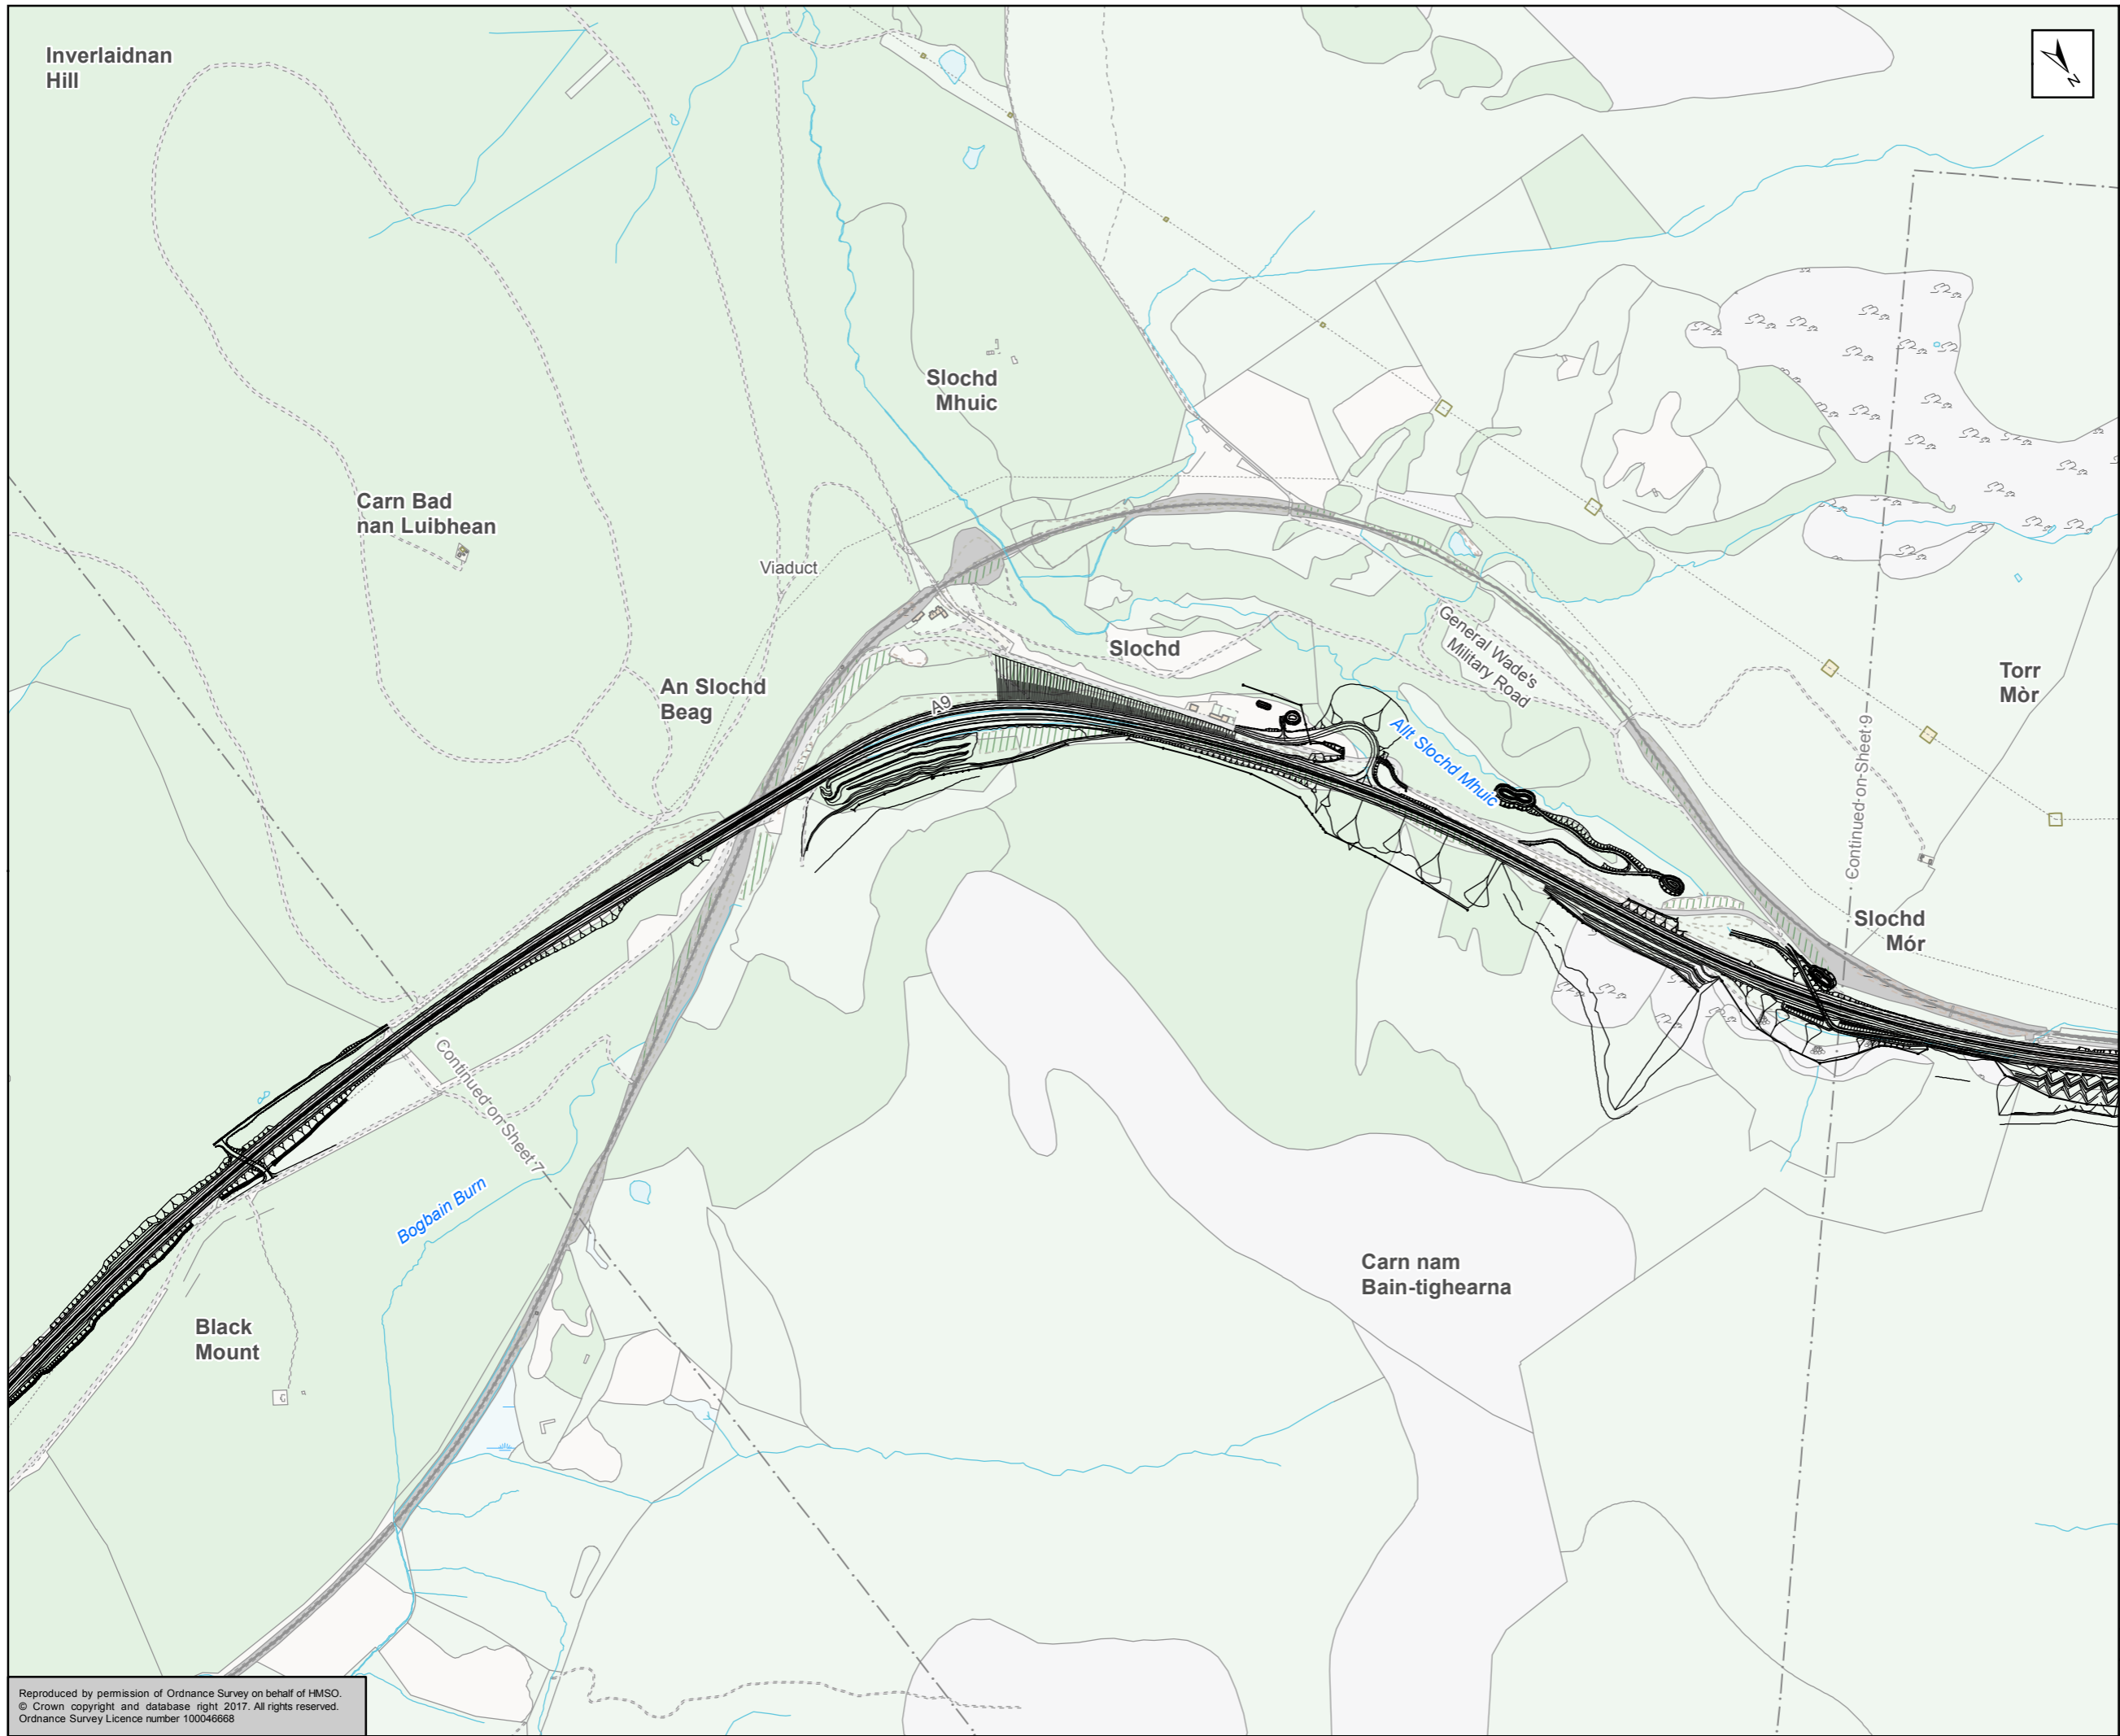 Inverlaidnan
Hill
N
Slochd
Mhuic
Carn Bad
nan Luibhean
Viaduct
General Wade's
Military Road
Slochd
Torr
Mòr
An Slochd
Beag
A9
Allt Slochd Mhuic
Continued on Sheet 9
Slochd
Mór
Continued on Sheet 7
Bogbain Burn
Carn nam
Bain-tighearna
Black
Mount
Reproduced by permission of Ordnance Survey on behalf of HMSO.
© Crown copyright and database right 2017. All rights reserved.
Ordnance Survey Licence number 100046668